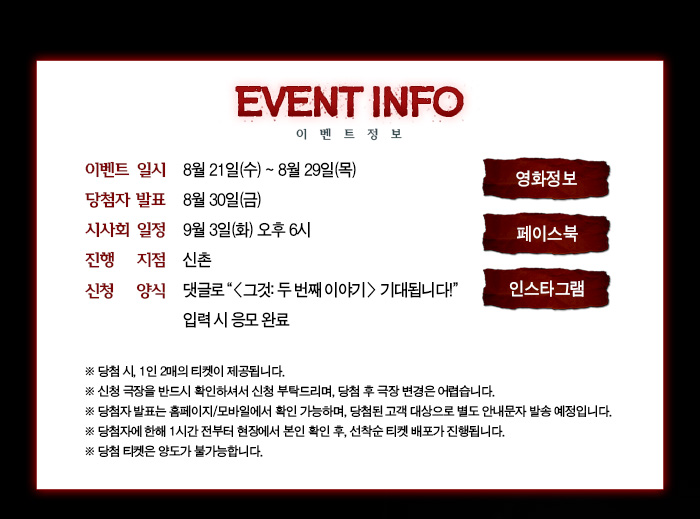 EVENT INFO
이벤트정보
이벤트 일시 8월 21일(수) ~ 8월 29일(목)
당첨자 발표 8월 30일(금)
시사회 일정 9월 3일(화) 오후 6시
진행 지점 신촌
신청 양식 댓글로 “<그것: 두 번째 이야기> 기대됩니다!”
입력 시 응모 완료
영화정보
페이스북
인스타그램
※ 당첨 시, 1인 2매의 티켓이 제공됩니다.
※ 신청 극장을 반드시 확인하셔서 신청 부탁드리며, 당첨 후 극장 변경은 어렵습니다.
※ 당첨자 발표는 홈페이지/모바일에서 확인 가능하며, 당첨된 고객 대상으로 별도 안내문자 발송 예정입니다.
※ 당첨자에 한해 1시간 전부터 현장에서 본인 확인 후, 선착순 티켓 배포가 진행됩니다.
※ 당첨 티켓은 양도가 불가능합니다.